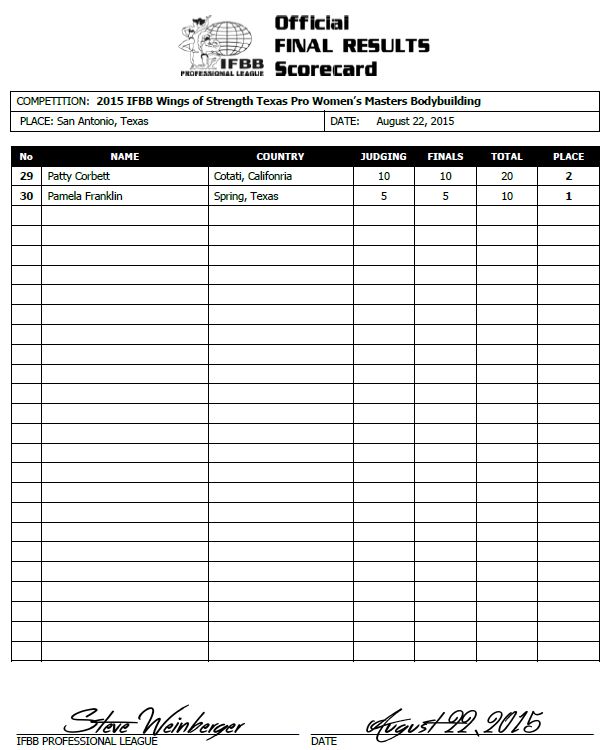 Official
FINAL RESULTS
Scorecard
IFBB
PROFESSIONAL LEAGUE
COMPETITION: 2015 IFBB Wings of Strength Texas Pro Women's Masters Bodybuilding
PLACE: San Antonio, Texas DATE: August 22, 2015
No NAME COUNTRY JUDGING FINALS TOTAL PLACE
29 Patty Corbett Cotati, Califonria 10 10 20 2
30 Pamela Franklin Spring, Texas 5 5 10 1
Steve Weinberger August 22, 2015
IFBB PROFESSIONAL LEAGUE DATE